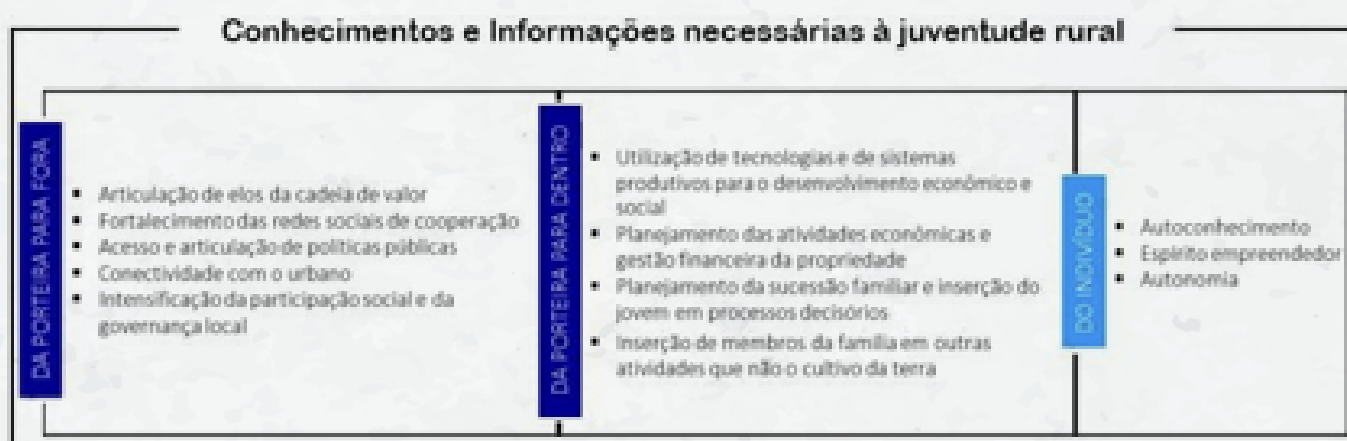 Conhecimentos e Informações necessárias à juventude rural
DA PORTEIRA PARA FORA
Articulação de elos da cadeia de valor
Fortalecimento das redes sociais de cooperação
Acesso e articulação de políticas públicas
Conectividade com o urbano
Intensificação da participação social e da
governança local
DA PORTEIRA PARA DENTRO
Utilização de tecnologias e de sistemas
produtivos para o desenvolvimento econômico e
social
Planejamento das atividades econômicas e
gestão financeira da propriedade
Planejamento da sucessão familiar e inserção do
jovem em processos decisórios
Inserção de membros da família em outras
atividades que não o cultivo da terra
DO INDIVÍDUO
Autoconhecimento
Espírito empreendedor
Autonomia